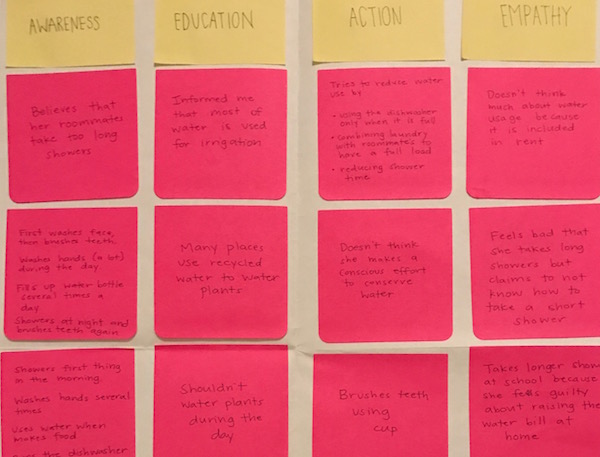 AWARENESS
EDUCATION
ACTION
EMPATHY
Believes that
her roommates
take too long
showers
Informed me
that most of
water is used
for irrigation
Tries to reduce water
use by
• using the dishwasher
only when it is full
• combining laundry
with roommates to
have a full load
• reducing shower
time
Doesn't think
much about water
usage because
it is included
in rent
First washes face,
then brushes teeth.
Washes hands (a lot)
during the day
Fills up water bottle
several times a
day
Showers at night and
brushes teeth again
Many places
use recycled
water to water
plants
Doesn't think
she makes a
conscious effort
to conserve
water
Feels bad that
she takes long
showers but
claims to not
know how to
take a short
shower
Showers first thing
in the morning.
Washes hands several
times
Uses water when
makes food
the dishwasher
Shouldn't
water plants
during the
day
Brushes teeth
using
cup
Takes longer show
at school because
she feels guilty
about raising the
water bill at
home